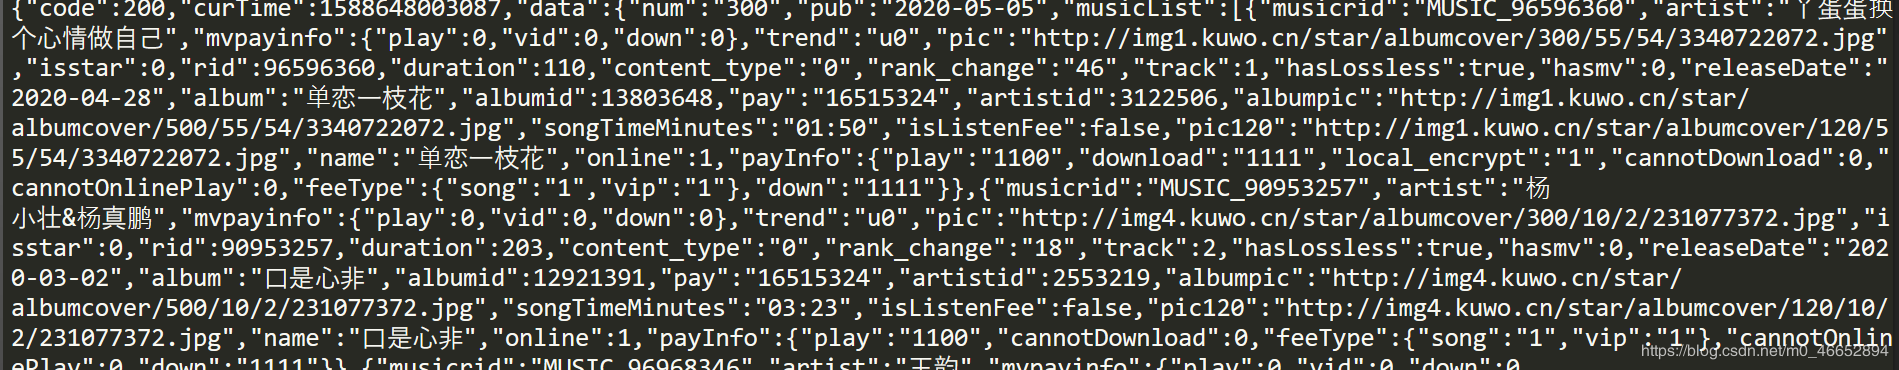 {"code":200,"curTime":1588648003087,"data":{"num":"300","pub":"2020-05-05","musicList":[{"musicrid":"MUSIC_96596360","artist":"丫蛋蛋换
个心情做自己","mvpayinfo":{"play":0,"vid":0,"down":0},"trend":"u0","pic":"http://img1.kuwo.cn/star/albumcover/300/55/54/3340722072.jpg"
,"isstar":0,"rid":96596360,"duration":110,"content_type":"0","rank_change":"46","track":1,"hasLossless":true,"hasmv":0,"releaseDate":"
2020-04-28","album":"单恋一枝花","albumid":13803648,"pay":"16515324","artistid":3122506,"albumpic":"http://img1.kuwo.cn/star/
albumcover/500/55/54/3340722072.jpg","songTimeMinutes":"01:50","isListenFee":false,"pic120":"http://img1.kuwo.cn/star/albumcover/120/5
5/54/3340722072.jpg","name":"单恋一枝花","online":1,"payInfo":{"play":"1100","download":"1111","local_encrypt":"1","cannotDownload":0,"
cannotOnlinePlay":0,"feeType":{"song":"1","vip":"1"},"down":"1111"}},{"musicrid":"MUSIC_90953257","artist":"杨
小壮&杨真鹏","mvpayinfo":{"play":0,"vid":0,"down":0},"trend":"u0","pic":"http://img4.kuwo.cn/star/albumcover/300/10/2/231077372.jpg","i
sstar":0,"rid":90953257,"duration":203,"content_type":"0","rank_change":"18","track":2,"hasLossless":true,"hasmv":0,"releaseDate":"202
0-03-02","album":"口是心非","albumid":12921391,"pay":"16515324","artistid":2553219,"albumpic":"http://img4.kuwo.cn/star/
albumcover/500/10/2/231077372.jpg","songTimeMinutes":"03:23","isListenFee":false,"pic120":"http://img4.kuwo.cn/star/albumcover/120/10/
2/231077372.jpg","name":"口是心非","online":1,"payInfo":{"play":"1100","cannotDownload":0,"feeType":{"song":"1","vip":"1"},"cannotOnlin
ePlay":0,"down":"1111"}},{"musicrid":"MUSIC_96968346","artist":"王韵","mvpayinfo":{"play":0,"vid":0,"down":0
https://blog.csdn.net/m0_46652894